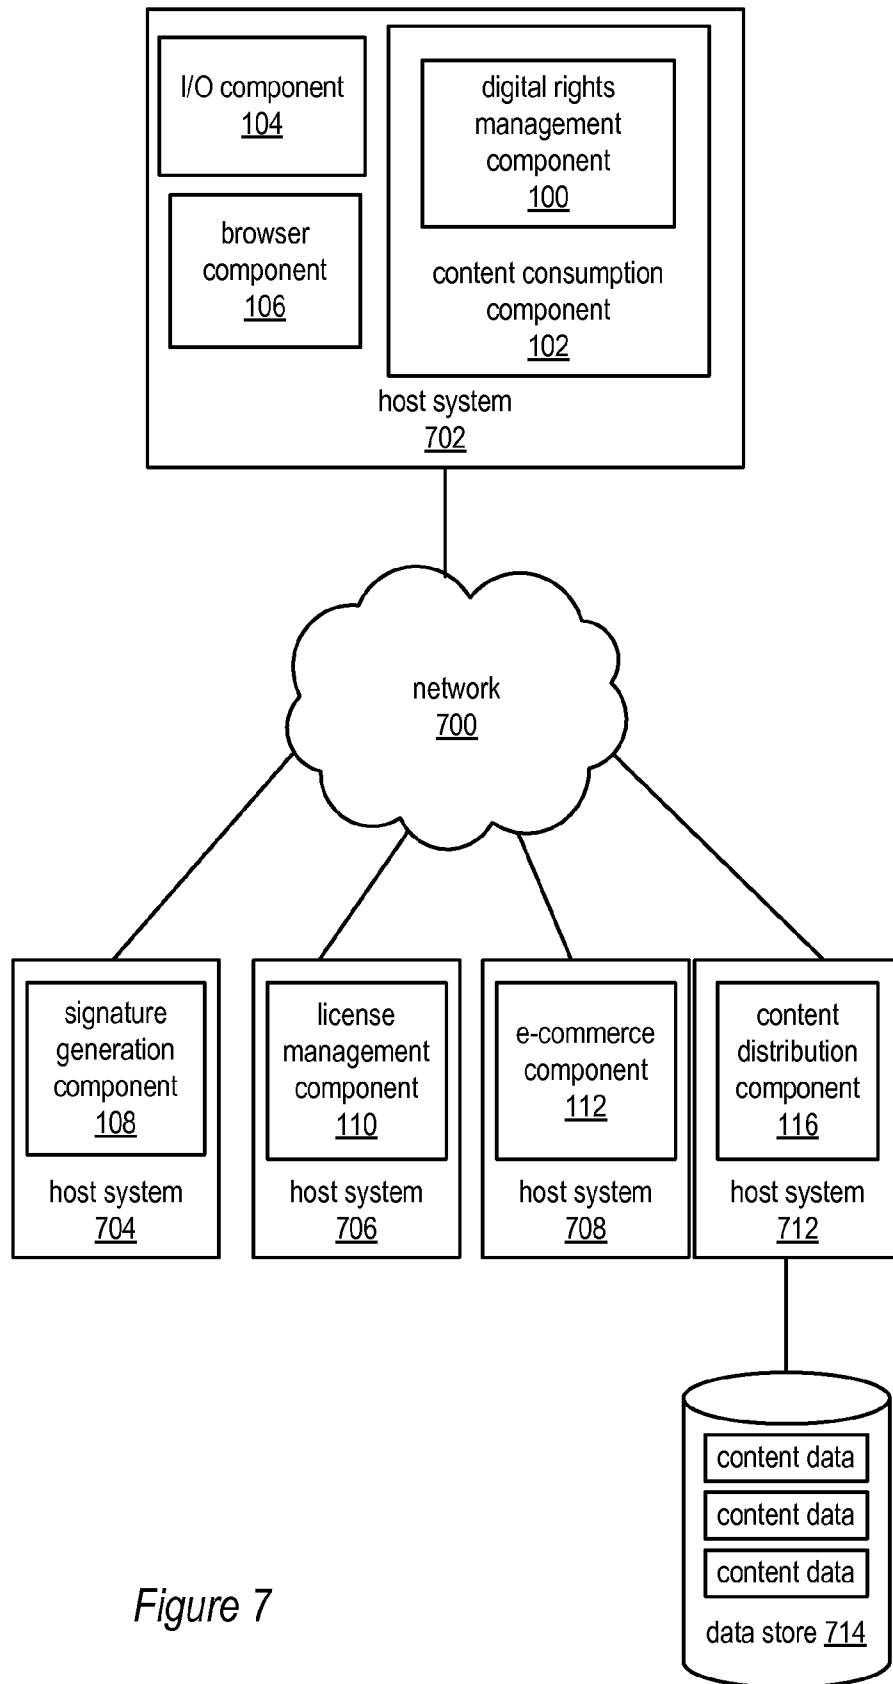 I/O component
104
digital rights
management
component
100
browser
component
106
content consumption
component
102
host system
702
network
700
signature
generation
component
108
host system
704
license
management
component
110
host system
706
e-commerce
component
112
host system
708
content
distribution
component
116
host system
712
content data
content data
content data
data store 714
Figure 7